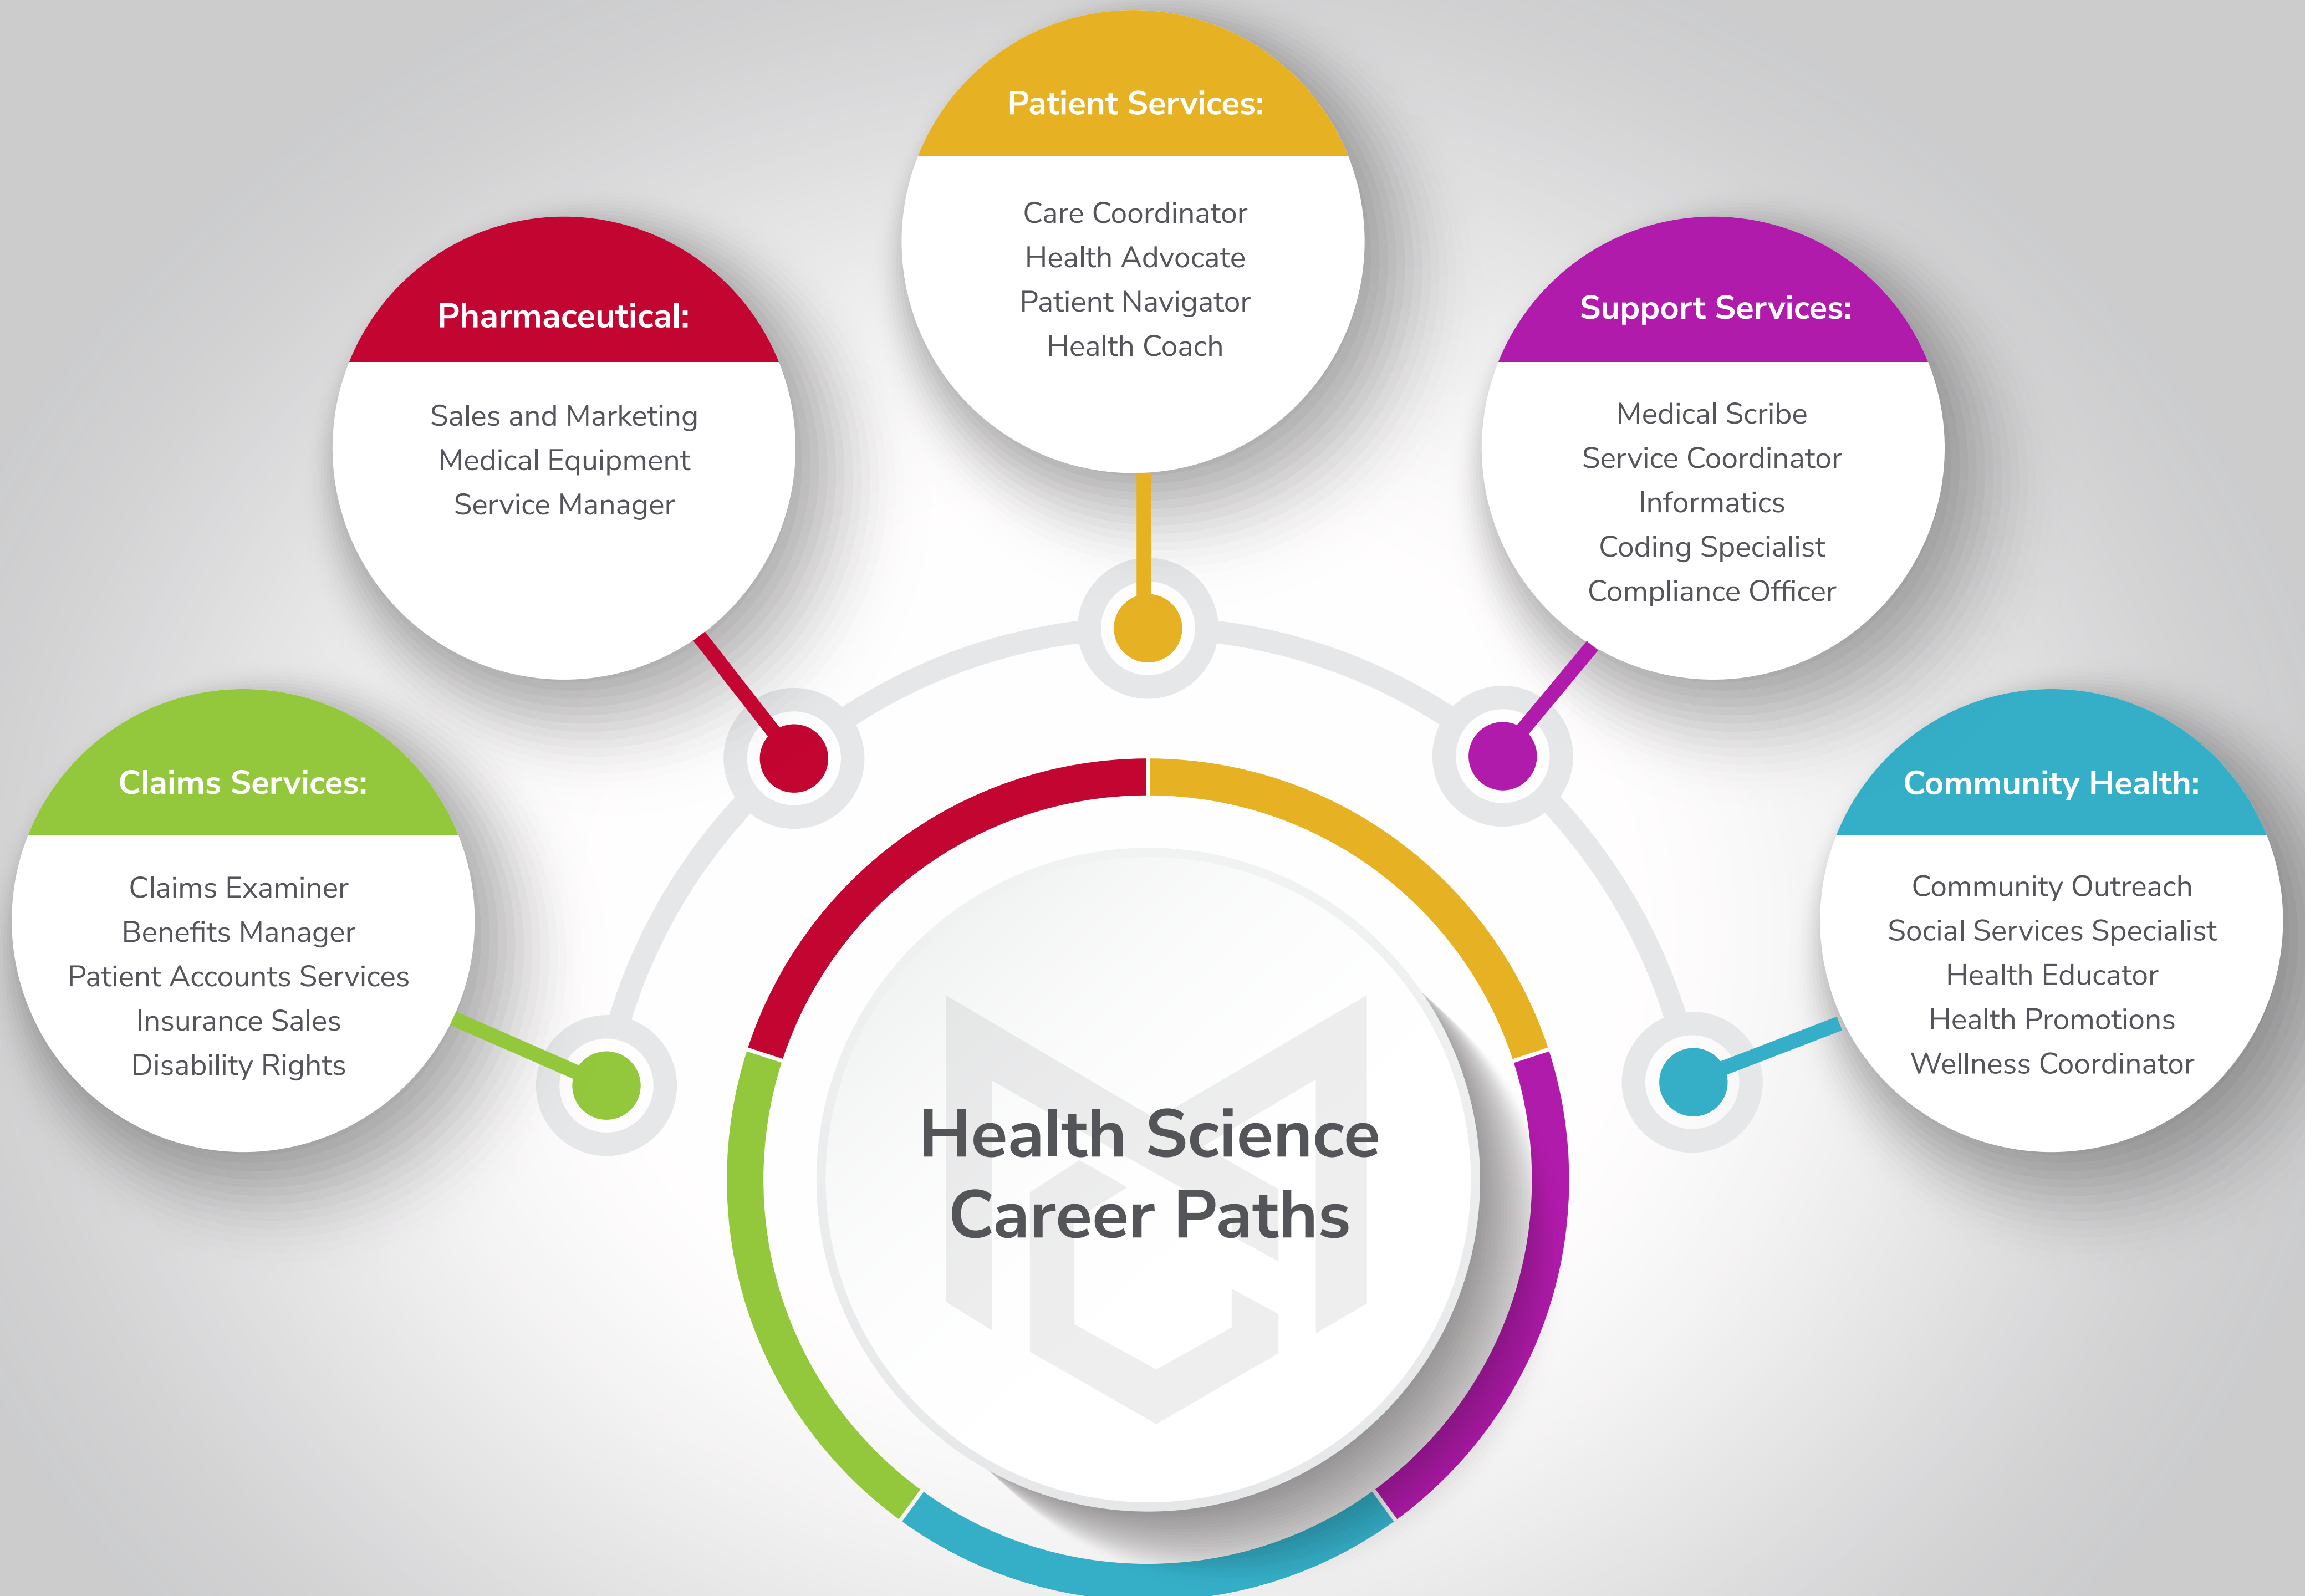 Patient Services:
Care Coordinator
Health Advocate
Patient Navigator
Health Coach
Pharmaceutical:
Sales and Marketing
Medical Equipment
Service Manager
Support Services:
Medical Scribe
Service Coordinator
Informatics
Coding Specialist
Compliance Officer
Claims Services:
Claims Examiner
Benefits Manager
Patient Accounts Services
Insurance Sales
Disability Rights
Community Health:
Community Outreach
Social Services Specialist
Health Educator
Health Promotions
Wellness Coordinator
Health Science
Career Paths